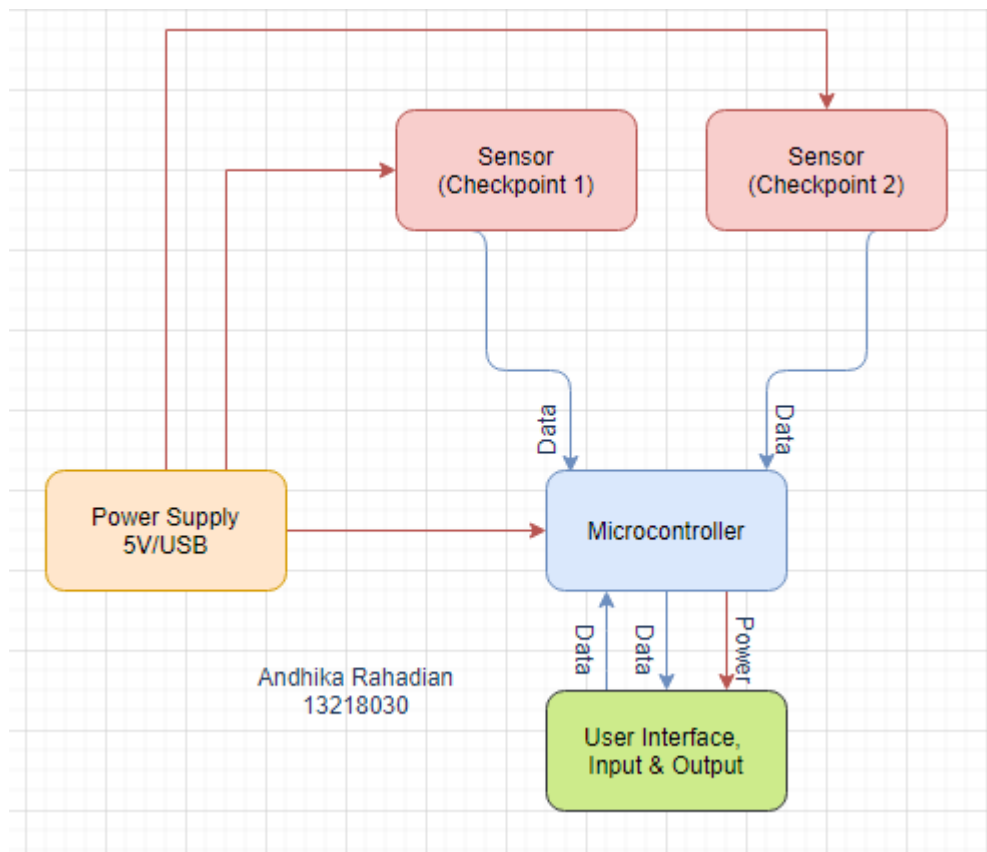 Sensor
(Checkpoint 1)
Sensor
(Checkpoint 2)
Data
Data
Power Supply
5V/USB
Microcontroller
Data
Data
Power
Andhika Rahadian
13218030
User Interface,
Input & Output